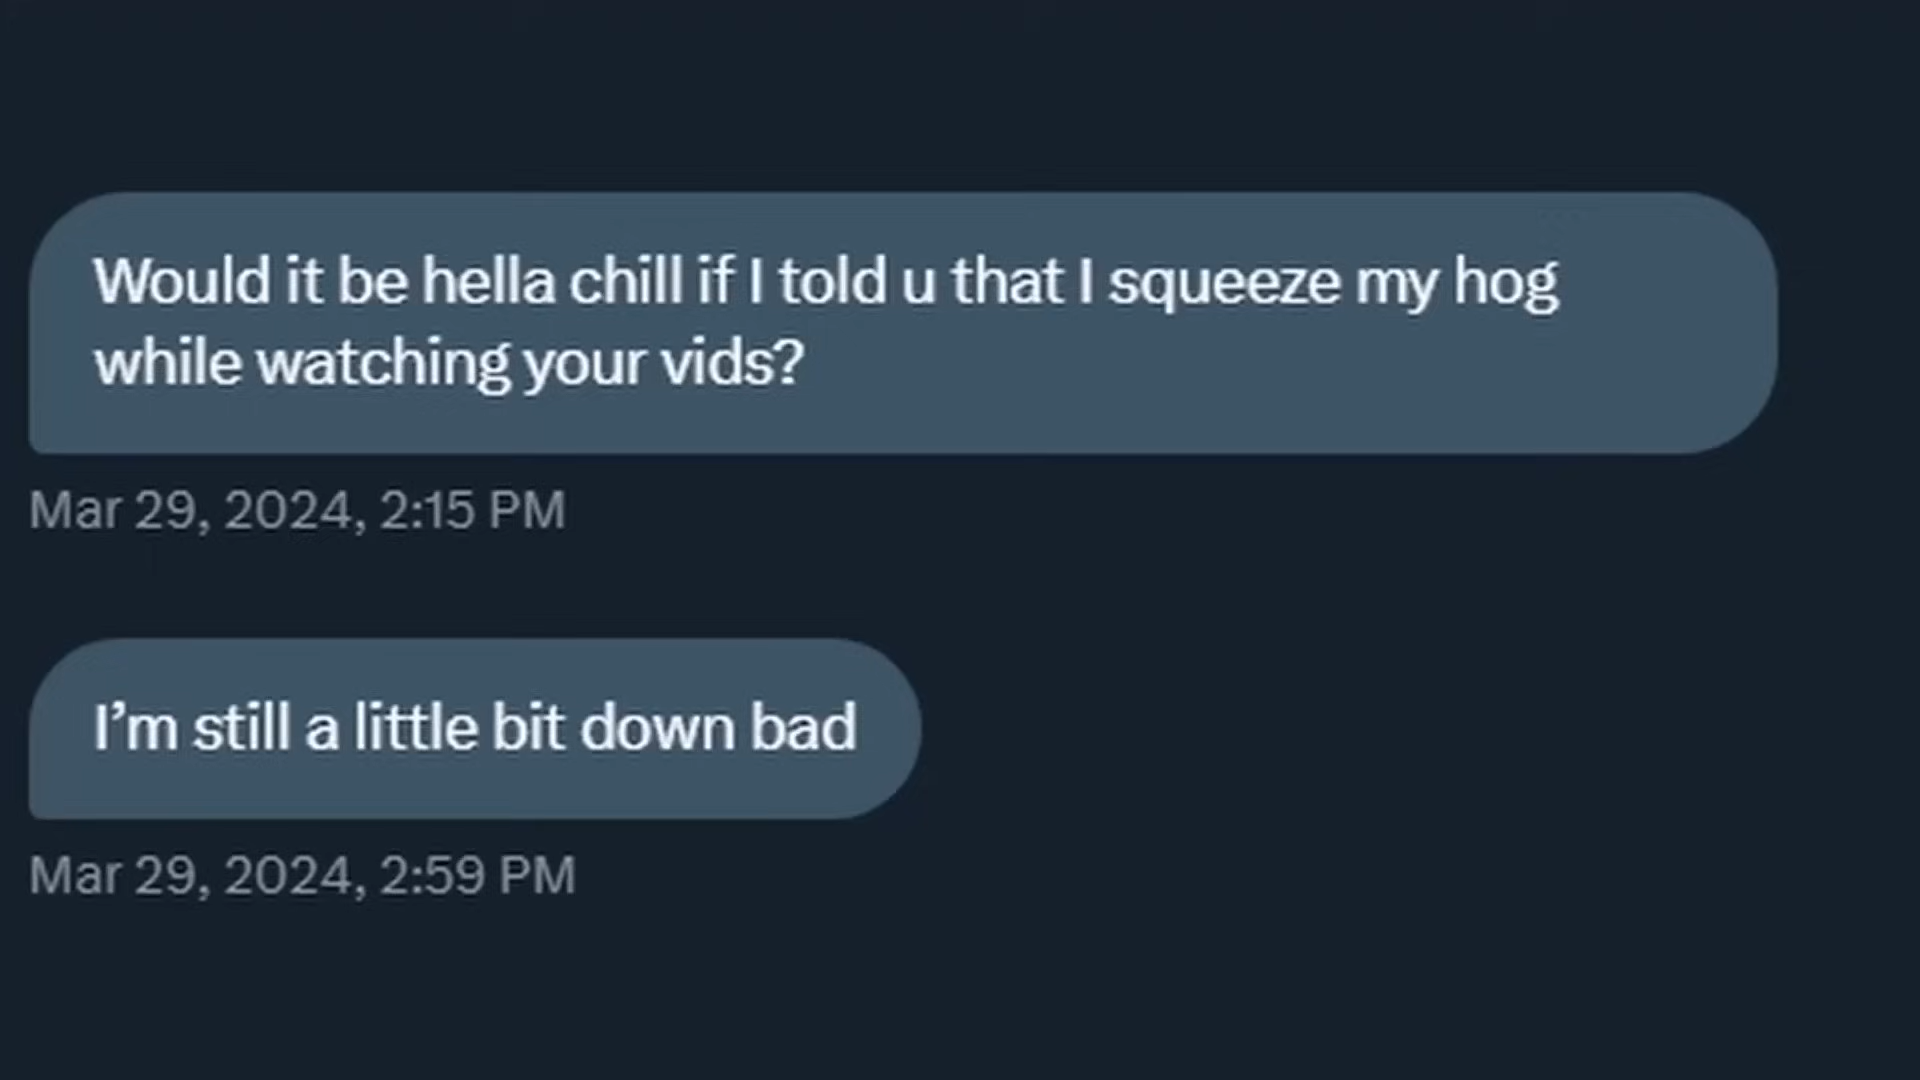 Would it be hella chill if I told u that I squeeze my hog
while watching your vids?
Mar 29, 2024, 2:15 PM
I’m still a little bit down bad
Mar 29, 2024, 2:59 PM